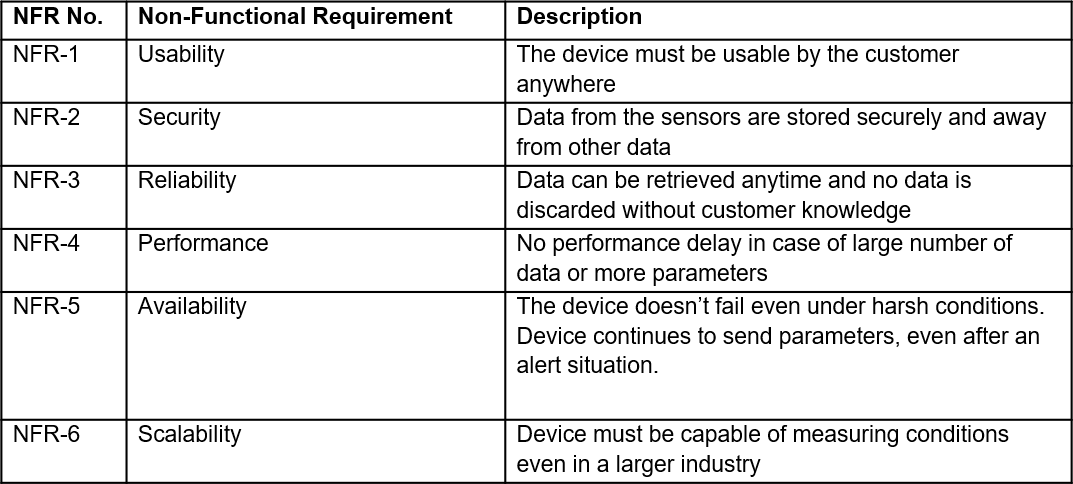 NFR No. Non-Functional Requirement Description
NFR-1 Usability The device must be usable by the customer
anywhere
NFR-2 Security Data from the sensors are stored securely and away
from other data
NFR-3 Reliability Data can be retrieved anytime and no data is
discarded without customer knowledge
NFR-4 Performance No performance delay in case of large number of
data or more parameters
NFR-5 Availability The device doesn’t fail even under harsh conditions.
Device continues to send parameters, even after an
alert situation.
NFR-6 Scalability Device must be capable of measuring conditions
even in a larger industry